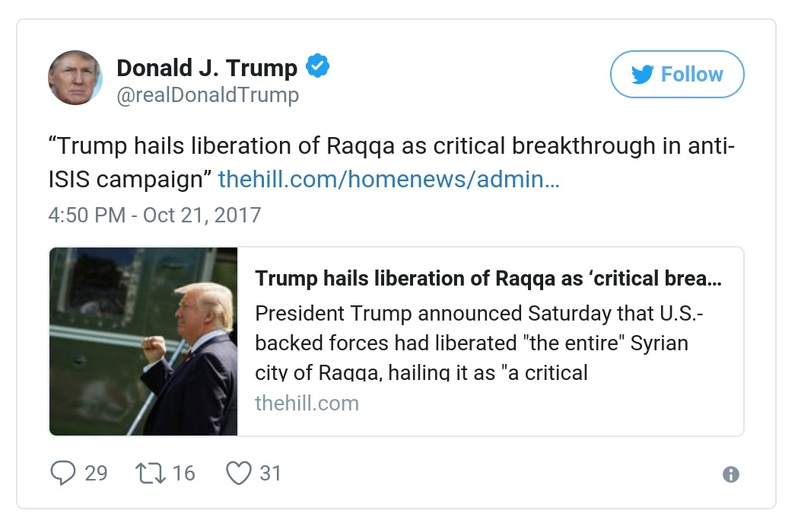 Donald J. Trump
@realDonaldTrump
Follow
“Trump hails liberation of Raqqa as critical breakthrough in anti-
ISIS campaign” thehill.com/homenews/admin…
4:50 PM - Oct 21, 2017
Trump hails liberation of Raqqa as ‘critical brea…
President Trump announced Saturday that U.S.-
backed forces had liberated "the entire" Syrian
city of Raqqa, hailing it as "a critical
thehill.com
29 16 31